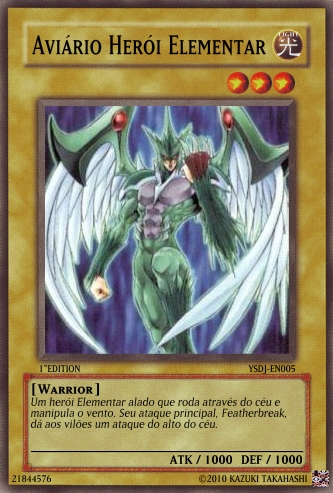 Aviário Herói Elementar
LIGHT
光
1ª EDITION
YSDJ-EN005
[Warrior]
Um herói Elementar alado que roda através do céu e
manipula o vento. Seu ataque principal, Featherbreak,
dá aos vilões um ataque do alto do céu.
ATK / 1000 DEF / 1000
21844576
©2010 KAZUKI TAKAHASHI